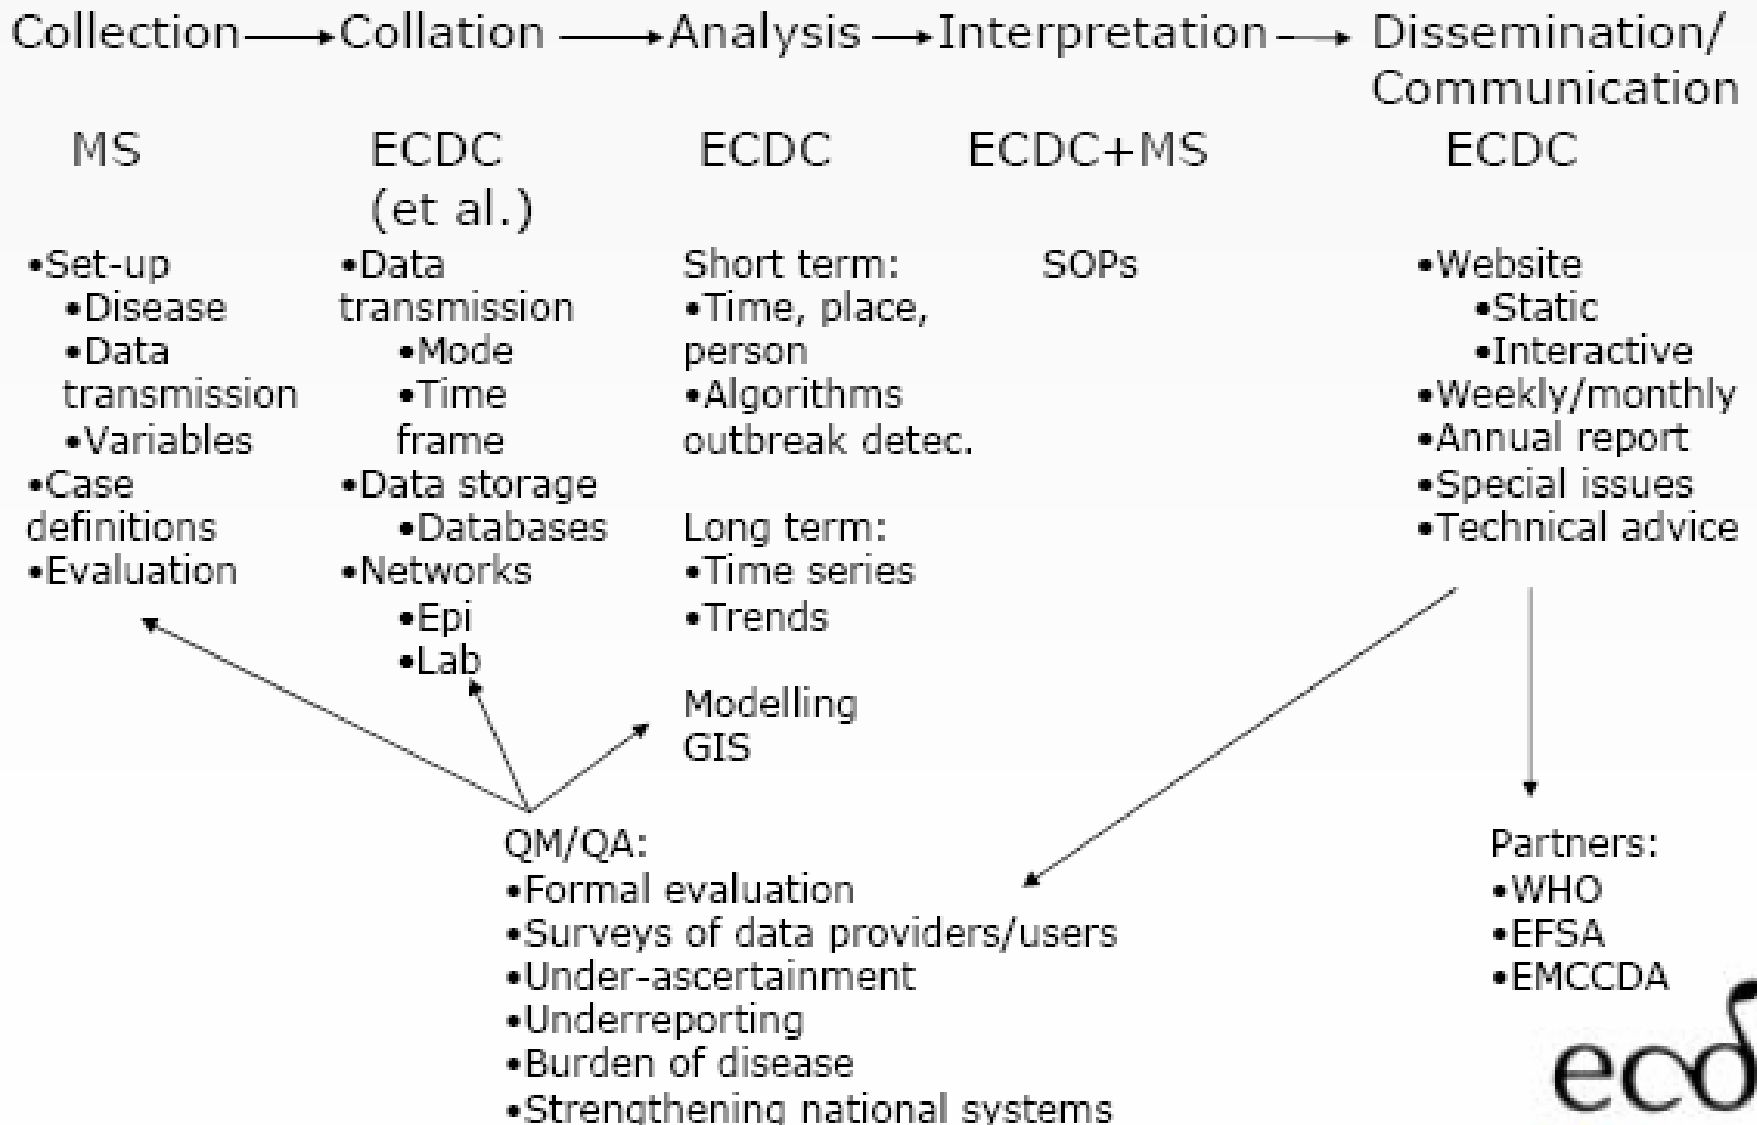 Collection → Collation → Analysis → Interpretation → Dissemination/
Communication
MS
ECDC
(et al.)
ECDC
ECDC+MS
ECDC
•Set-up
•Disease
•Data
transmission
•Variables
•Case
definitions
•Evaluation
•Data
transmission
•Mode
•Time
frame
•Data storage
•Databases
•Networks
•Epi
•Lab
Short term:
•Time, place,
person
•Algorithms
outbreak detec.
Long term:
•Time series
•Trends
Modelling
GIS
SOPs
•Website
•Static
•Interactive
•Weekly/monthly
•Annual report
•Special issues
•Technical advice
QM/QA:
•Formal evaluation
•Surveys of data providers/users
•Under-ascertainment
•Underreporting
•Burden of disease
•Strengthening national systems
Partners:
•WHO
•EFSA
•EMCCDA
ecd